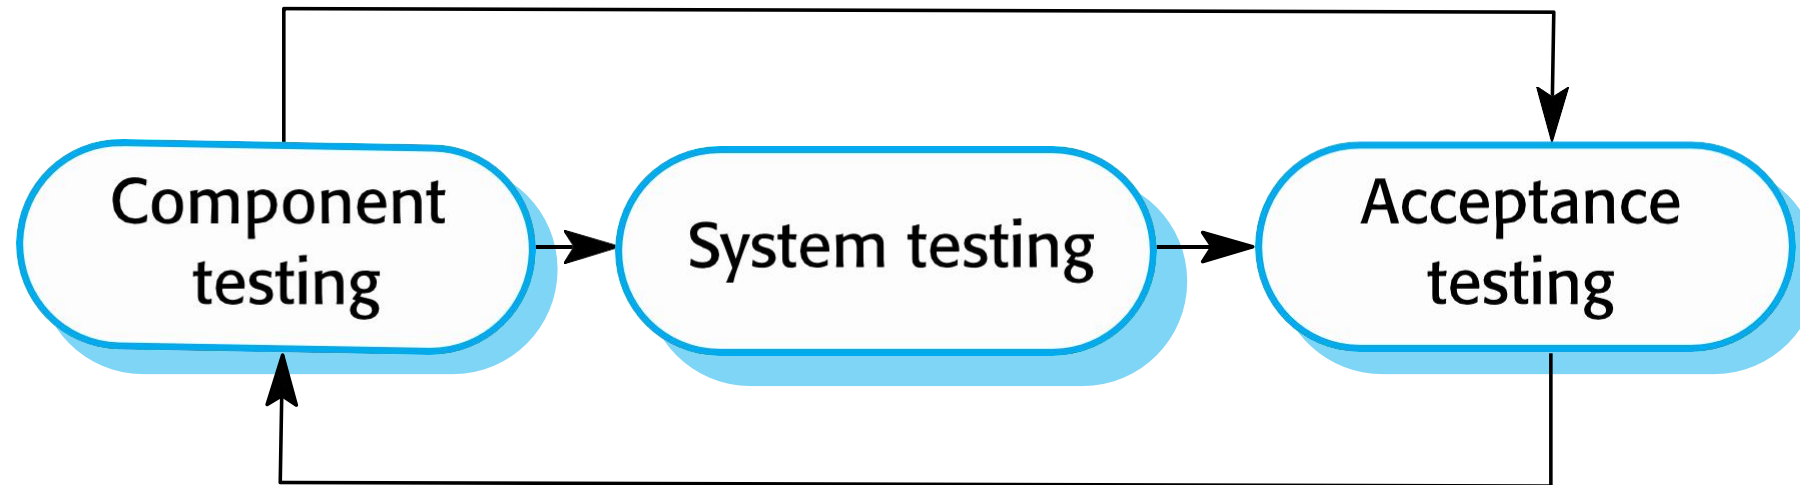 Component
testing
System testing
Acceptance
testing